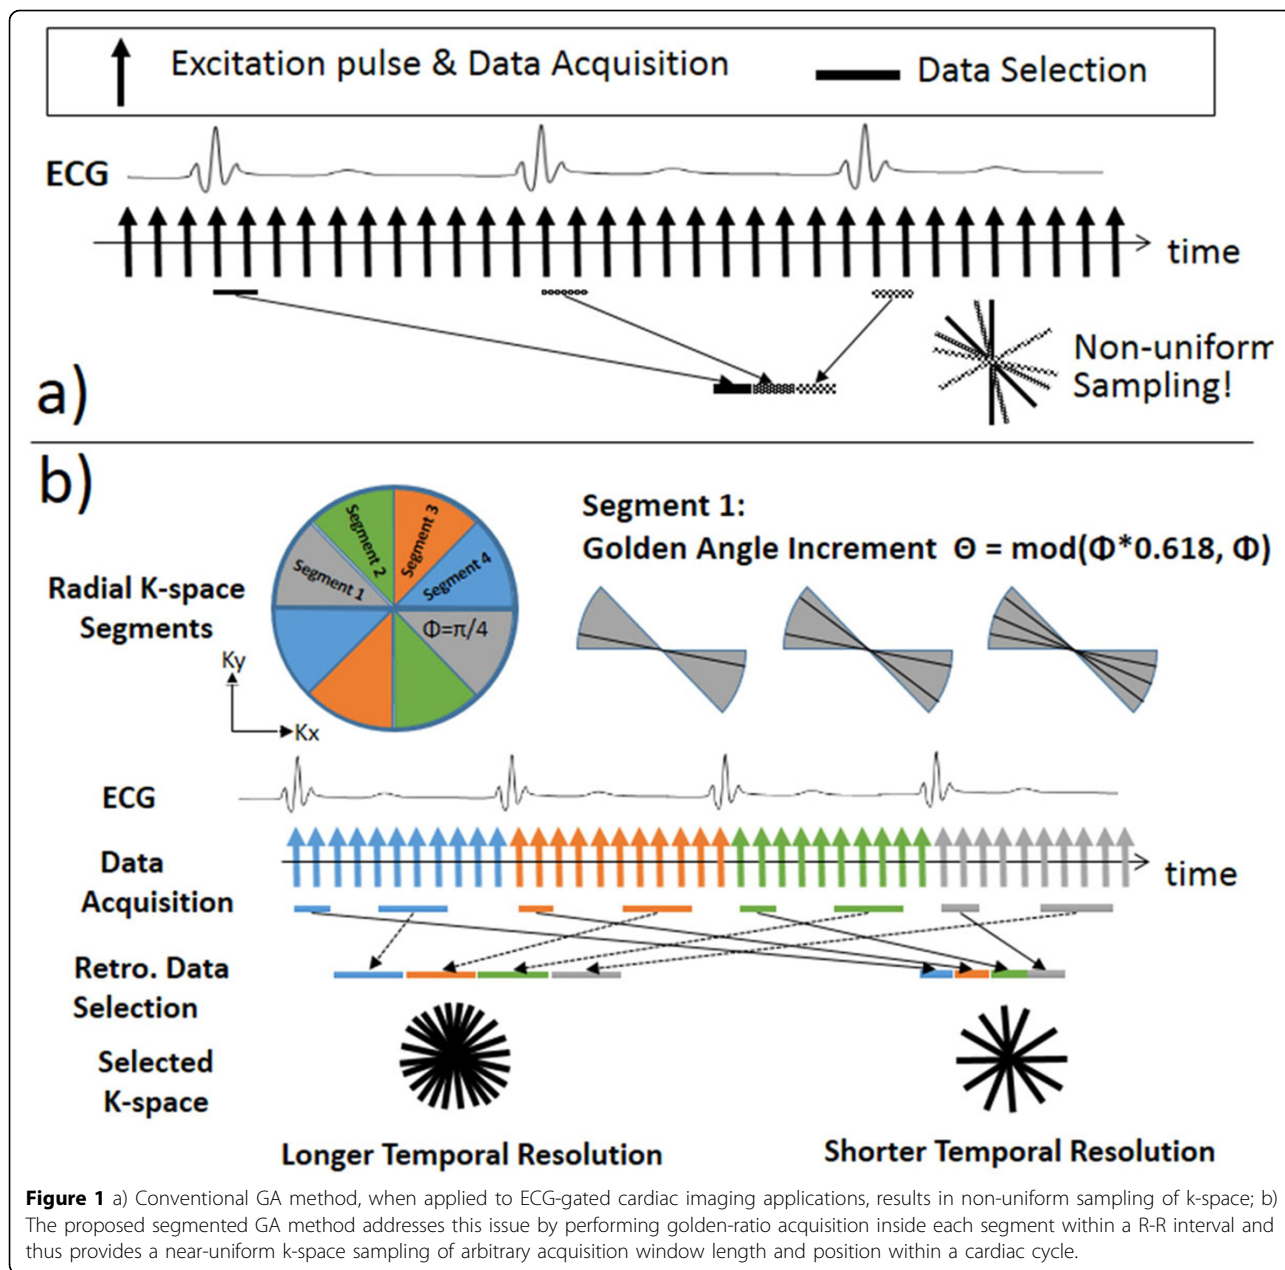 Excitation pulse & Data Acquisition
Data Selection
ECG
time
Non-uniform
Sampling!
a)
b)
Segment 1
Segment 2
Segment 3
Segment 4
Φ=π/4
Radial K-space
Segments
Ky
Kx
Segment 1:
Golden Angle Increment Θ = mod(Φ*0.618, Φ)
ECG
Data
Acquisition
time
Retro. Data
Selection
Selected
K-space
Longer Temporal Resolution
Shorter Temporal Resolution
Figure 1 a) Conventional GA method, when applied to ECG-gated cardiac imaging applications, results in non-uniform sampling of k-space; b)
The proposed segmented GA method addresses this issue by performing golden-ratio acquisition inside each segment within a R-R interval and
thus provides a near-uniform k-space sampling of arbitrary acquisition window length and position within a cardiac cycle.